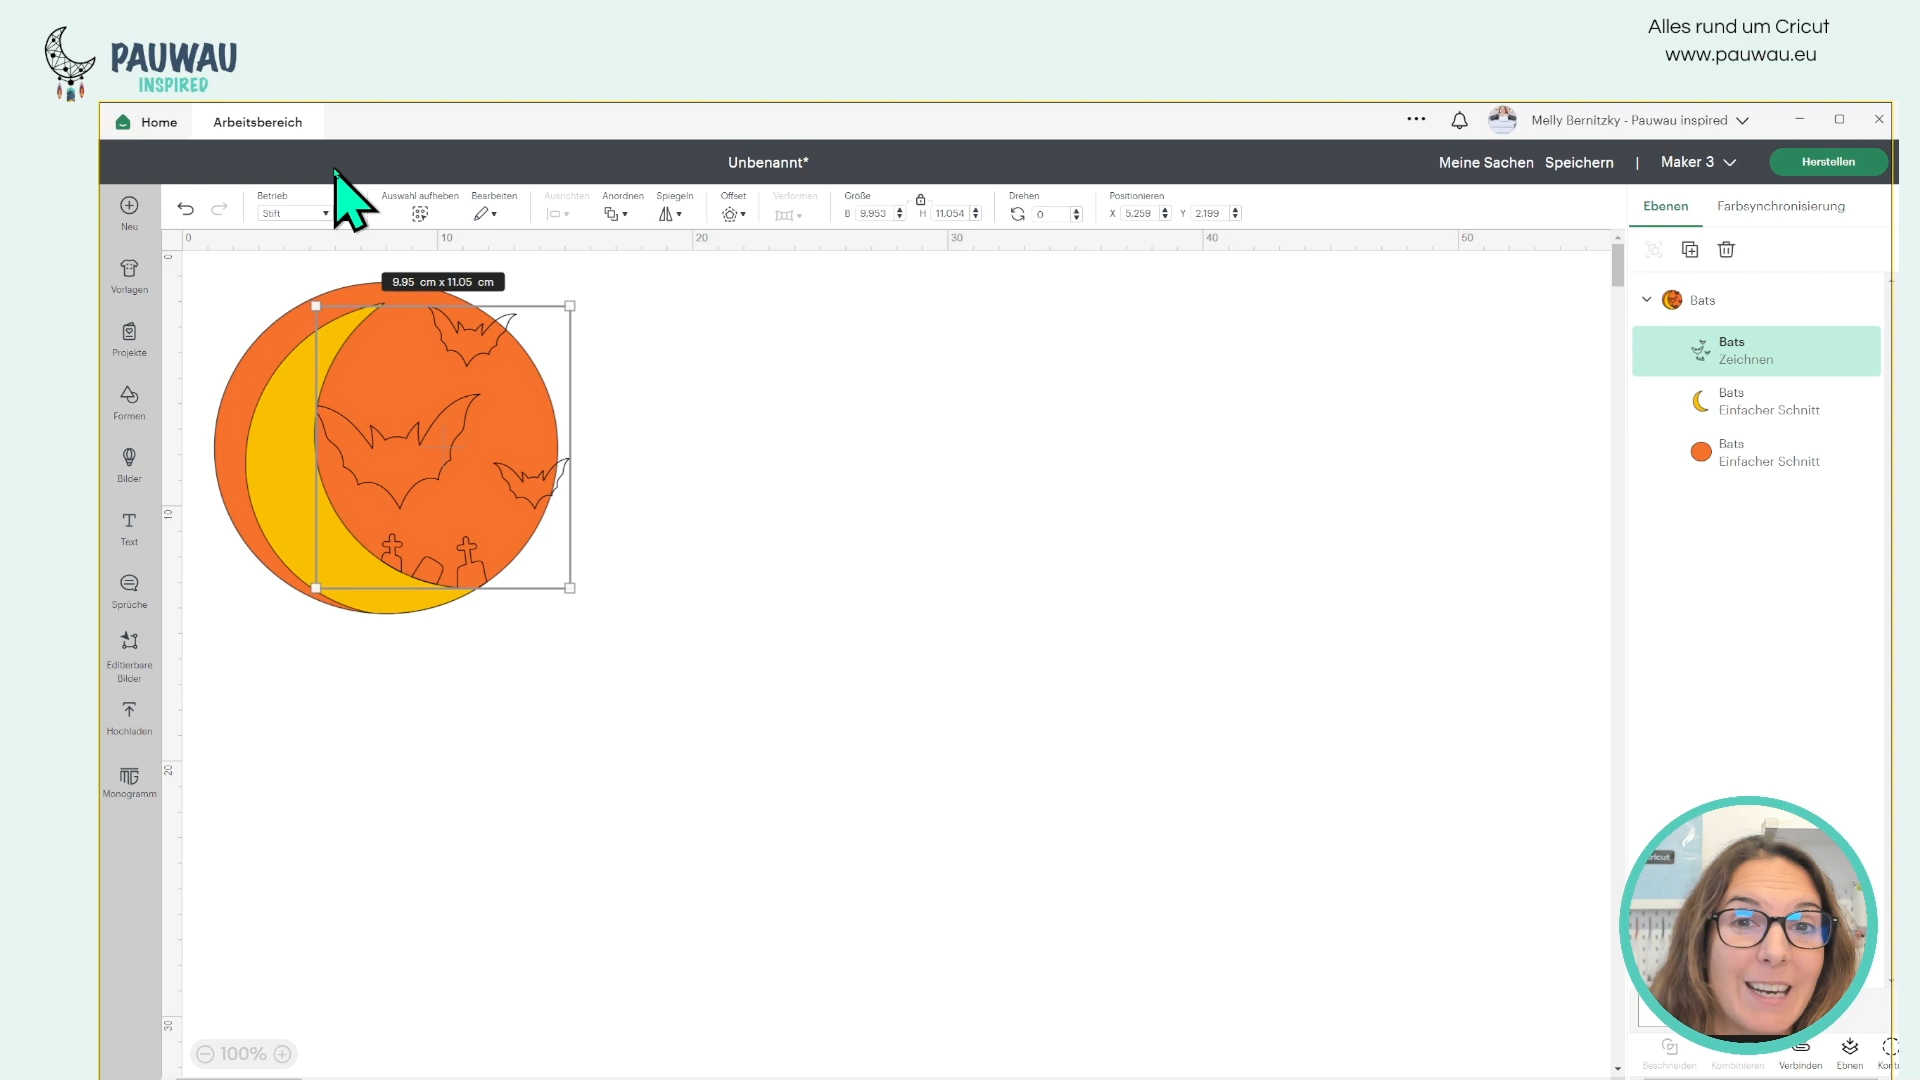 PAUWAU
INSPIRED
Alles rund um Cricut
www.pauwau.eu
Home
Arbeitsbereich
Melly Bernitzky - Pauwau inspired
Unbenannt*
Meine Sachen
Speichern
|
Maker 3
Herstellen
Neu
Vorlagen
Projekte
Formen
Bilder
Text
Sprüche
Editierbare
Bilder
Hochladen
Monogramm
Betrieb
Stift
Auswahl aufheben
Bearbeiten
Ausrichten
Anordnen
Spiegeln
Offset
Verformen
Größe
B 9.953
H 11.054
Drehen
0
Positionieren
X 5,259
Y 2,199
0
10
20
30
40
50
0
10
20
30
9.95 cm x 11.05 cm
100%
Ebenen
Farbsynchronisierung
Bats
Bats
Zeichnen
Bats
Einfacher Schnitt
Bats
Einfacher Schnitt
Beschneiden
Kombinieren
Verbinden
Ebnen